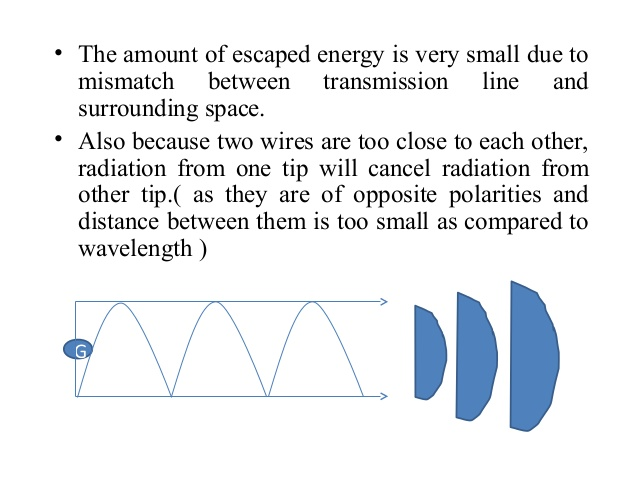 • The amount of escaped energy is very small due to
mismatch between transmission line and
surrounding space.
• Also because two wires are too close to each other,
radiation from one tip will cancel radiation from
other tip.( as they are of opposite polarities and
distance between them is too small as compared to
wavelength )
G